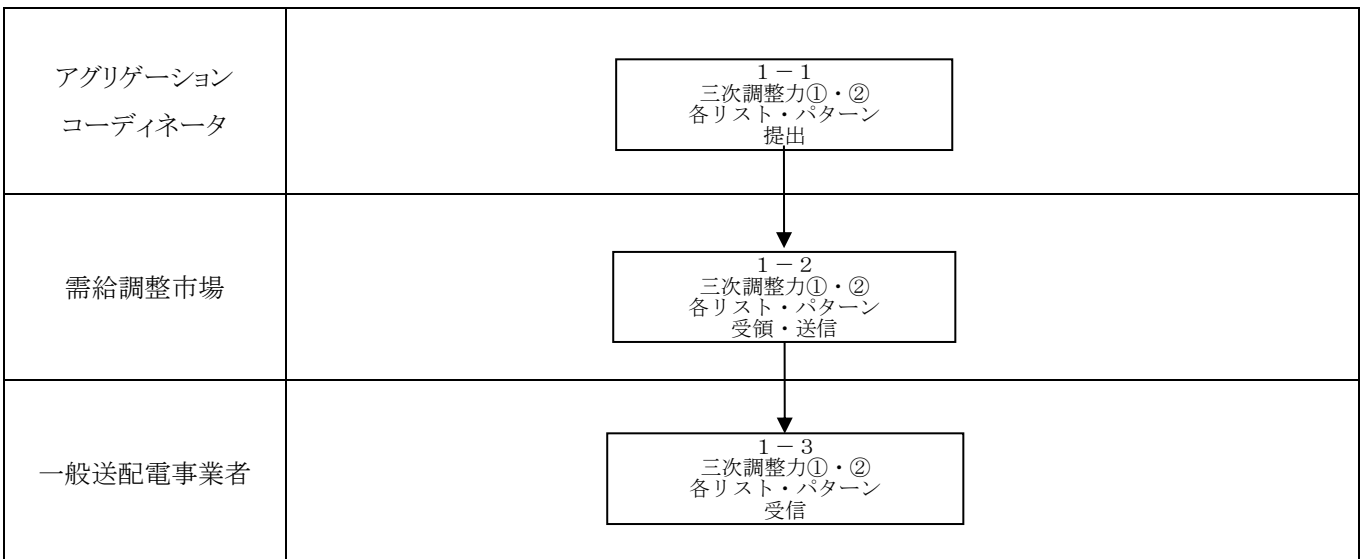 アグリゲーション
コーディネータ
1-1
三次調整力①・②
各リスト・パターン
提出
需給調整市場
1-2
三次調整力①・②
各リスト・パターン
受領・送信
一般送配電事業者
1-3
三次調整力①・②
各リスト・パターン
受信